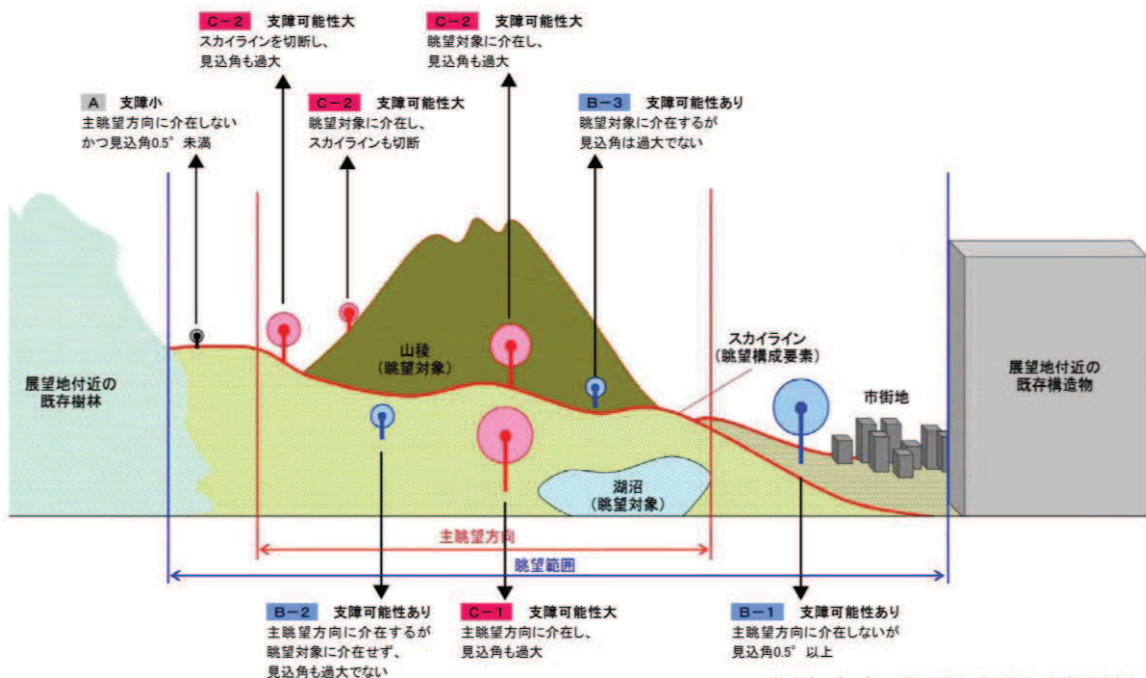 C-2 支障可能性大
スカイラインを切断し、
見込角も過大
C-2 支障可能性大
眺望対象に介在し、
見込角も過大
A 支障小
主眺望方向に介在しない
かつ見込角0.5° 未満
C-2 支障可能性大
眺望対象に介在し、
スカイラインも切断
B-3 支障可能性あり
眺望対象に介在するが
見込角は過大でない
展望地付近の
既存樹林
山稜
(眺望対象)
スカイライン
(眺望構成要素)
市街地
展望地付近の
既存構造物
湖沼
(眺望対象)
主眺望方向
眺望範囲
B-2 支障可能性あり
主眺望方向に介在するが
眺望対象に介在せず、
見込角も過大でない
C-1 支障可能性大
主眺望方向に介在し、
見込角も過大
B-1 支障可能性あり
主眺望方向に介在しないが
見込角0.5° 以上